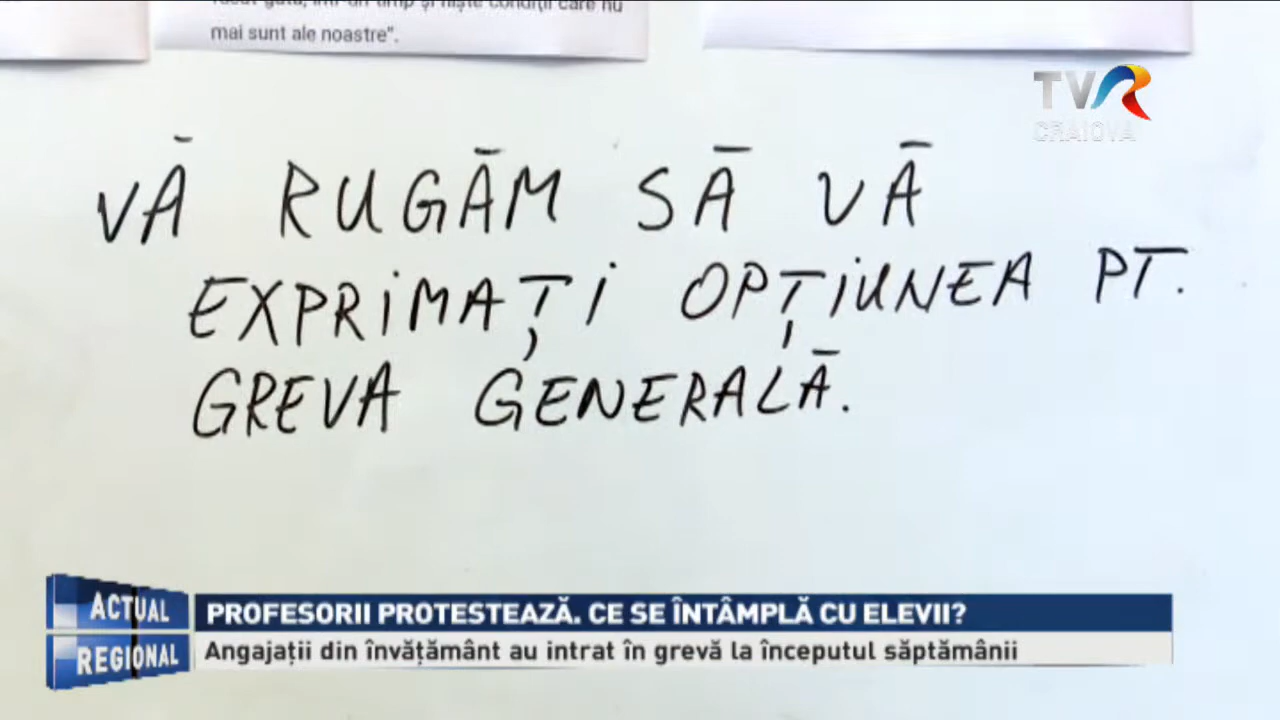 mai sunt ale noastre".
TVR
CRAIOVA
VĂ RUGĂM SĂ VĂ
EXPRIMAȚI OPȚIUNEA PT.
GREVA GENERALĂ.
ACTUAL
REGIONAL
PROFESORII PROTESTEAZĂ. CE SE ÎNTÂMPLĂ CU ELEVII?
Angajații din învățământ au intrat în grevă la începutul săptămânii